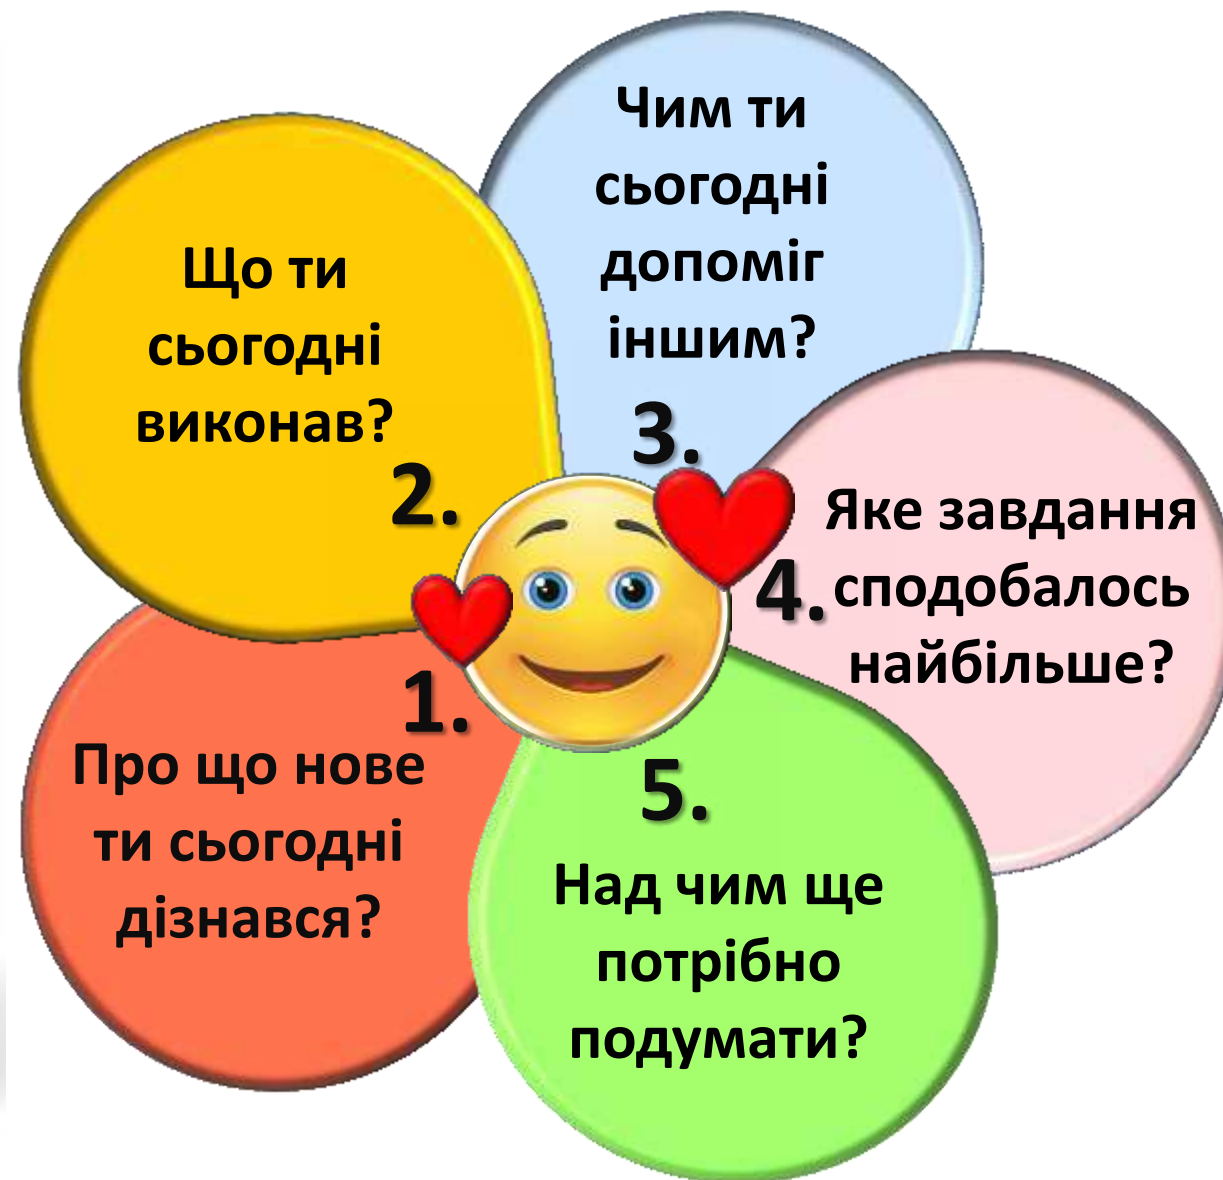 1.
Про що нове
ти сьогодні
дізнався?
2.
Що ти
сьогодні
виконав?
3.
Чим ти
сьогодні
допоміг
іншим?
4.
Яке завдання
сподобалось
найбільше?
5.
Над чим ще
потрібно
подумати?